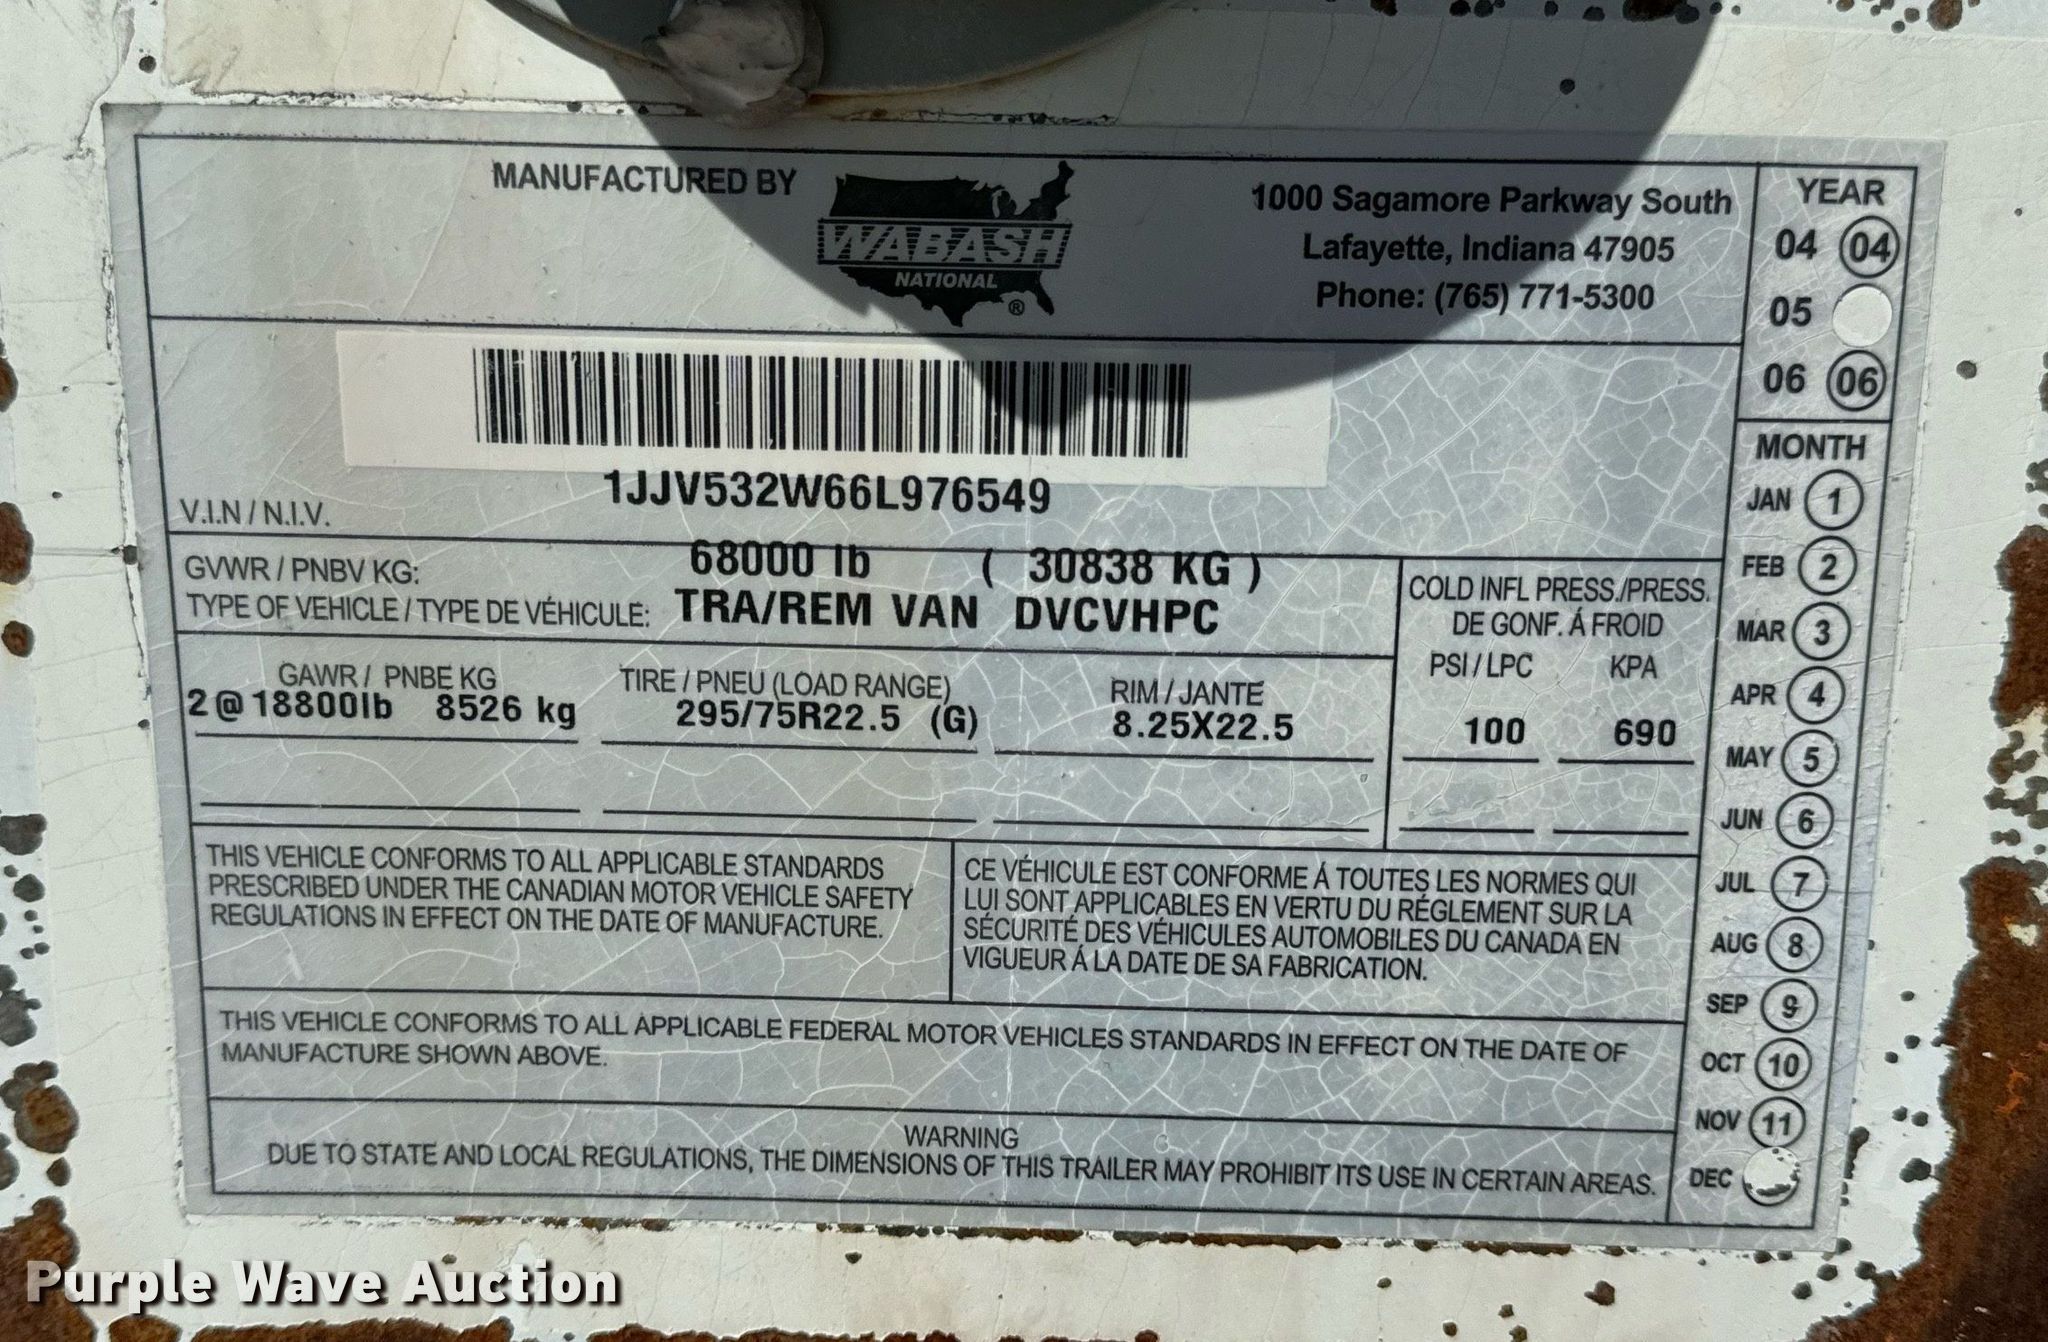 MANUFACTURED BY
WABASH
NATIONAL
®
1000 Sagamore Parkway South
Lafayette, Indiana 47905
Phone: (765) 771-5300
YEAR
04 04
05
06 06
1JJV532W66L976549
V.I.N / N.I.V.
GVWR / PNBV KG: 68000 lb ( 30838 KG )
TYPE OF VEHICLE / TYPE DE VÉHICULE: TRA/REM VAN DVCVHPC
GAWR / PNBE KG
2 @ 18800lb 8526 kg
TIRE / PNEU (LOAD RANGE)
295/75R22.5 (G)
RIM / JANTE
8.25X22.5
COLD INFL PRESS./PRESS.
DE GONF. Á FROID
PSI / LPC KPA
100 690
THIS VEHICLE CONFORMS TO ALL APPLICABLE STANDARDS
PRESCRIBED UNDER THE CANADIAN MOTOR VEHICLE SAFETY
REGULATIONS IN EFFECT ON THE DATE OF MANUFACTURE.
CE VÉHICULE EST CONFORME Á TOUTES LES NORMES QUI
LUI SONT APPLICABLES EN VERTU DU RÉGLEMENT SUR LA
SÉCURITÉ DES VÉHICULES AUTOMOBILES DU CANADA EN
VIGUEUR Á LA DATE DE SA FABRICATION.
THIS VEHICLE CONFORMS TO ALL APPLICABLE FEDERAL MOTOR VEHICLES STANDARDS IN EFFECT ON THE DATE OF
MANUFACTURE SHOWN ABOVE.
WARNING
DUE TO STATE AND LOCAL REGULATIONS, THE DIMENSIONS OF THIS TRAILER MAY PROHIBIT ITS USE IN CERTAIN AREAS.
MONTH
JAN 1
FEB 2
MAR 3
APR 4
MAY 5
JUN 6
JUL 7
AUG 8
SEP 9
OCT 10
NOV 11
DEC
Purple Wave Auction